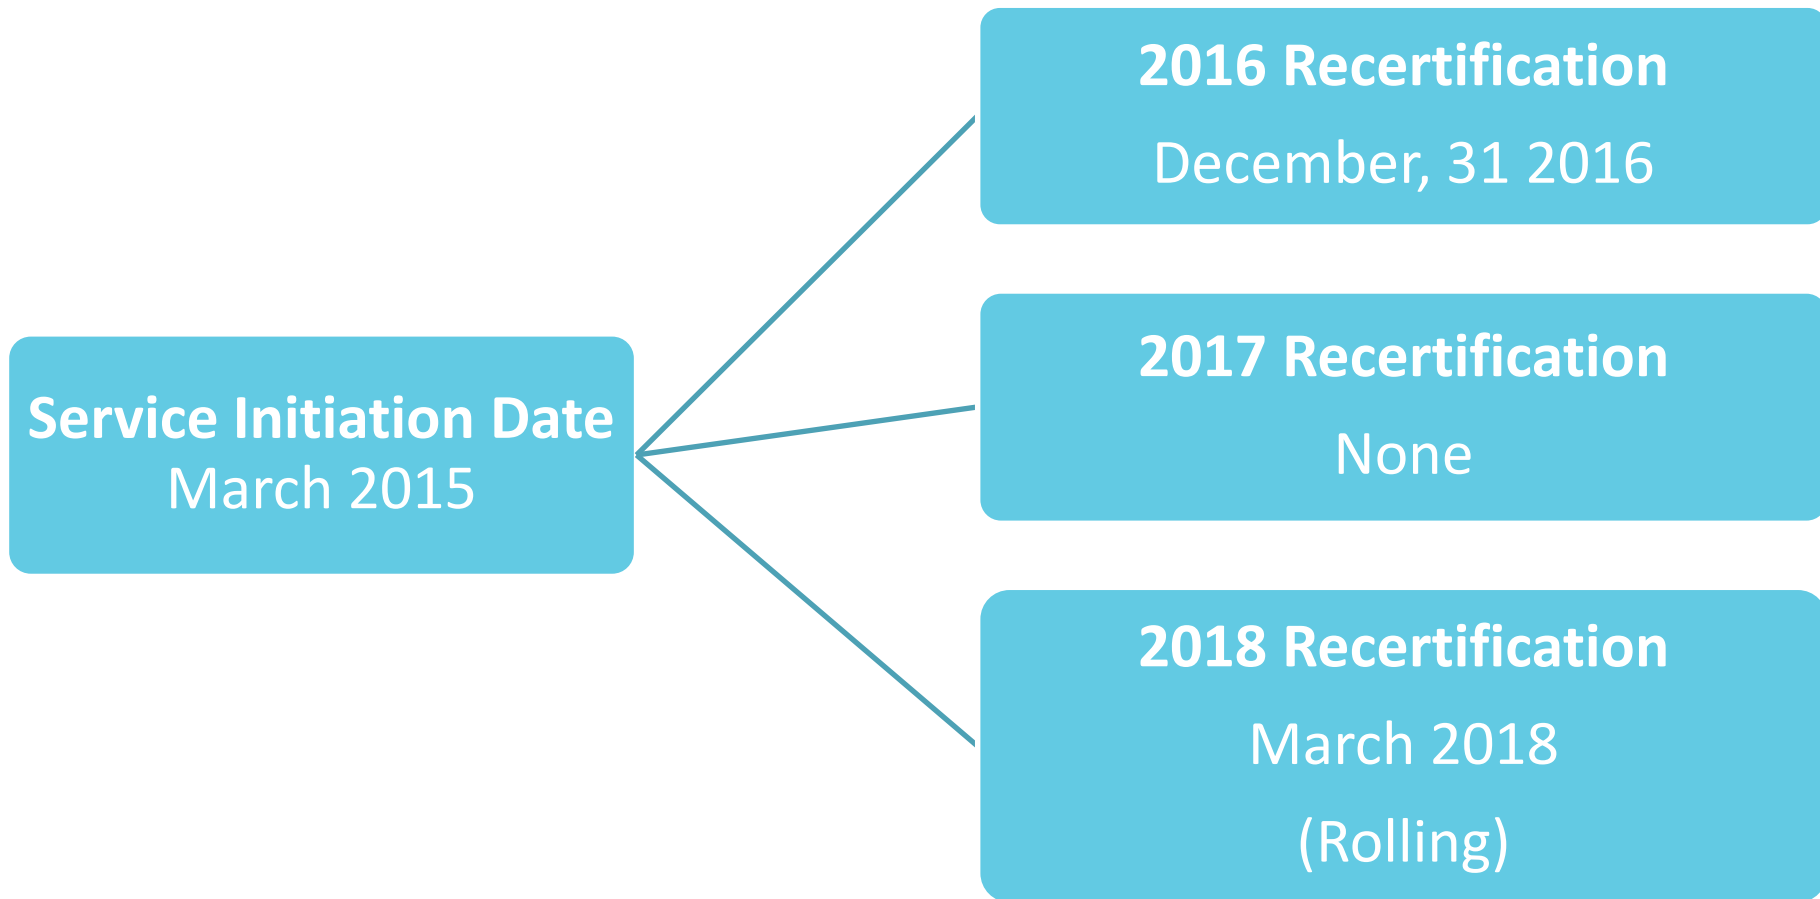 Service Initiation Date
March 2015
2016 Recertification
December, 31 2016
2017 Recertification
None
2018 Recertification
March 2018
(Rolling)